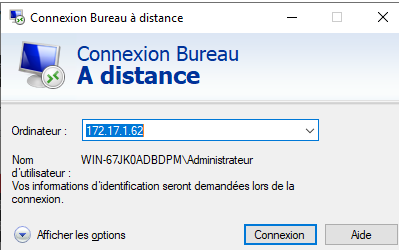 Connexion Bureau à distance
Connexion Bureau
A distance
Ordinateur : 172.17.1.62
Nom d'utilisateur : WIN-67JK0ADBDPM\Administrateur
Vos informations d'identification seront demandées lors de la
connexion.
Afficher les options Connexion Aide